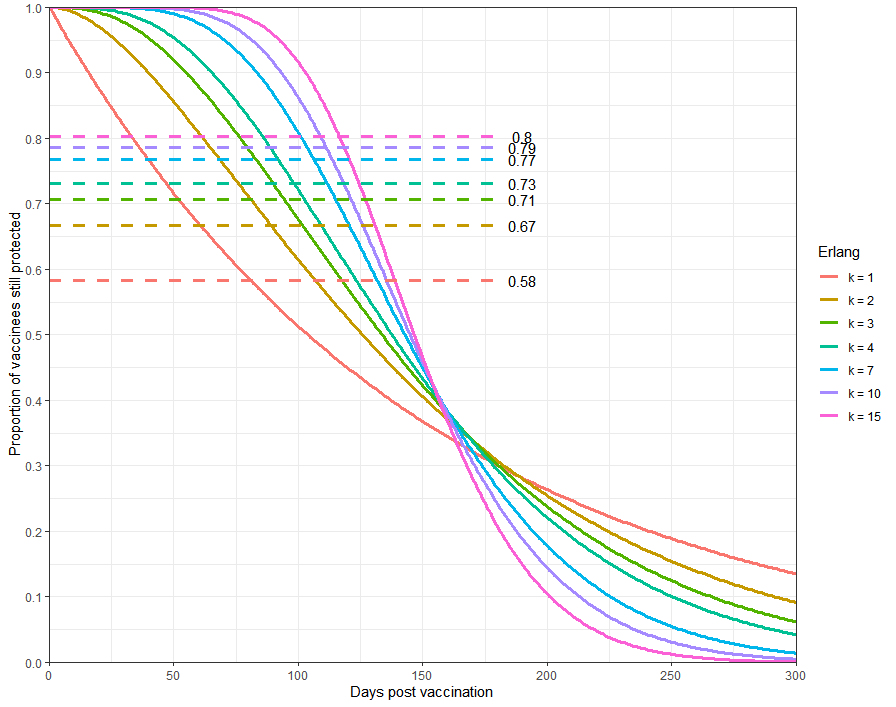 Proportion of vaccinees still protected
1.0
0.9
0.8
0.7
0.6
0.5
0.4
0.3
0.2
0.1
0.0
0.8
0.79
0.77
0.73
0.71
0.67
0.58
0
50
100
150
200
250
300
Days post vaccination
Erlang
k = 1
k = 2
k = 3
k = 4
k = 7
k = 10
k = 15